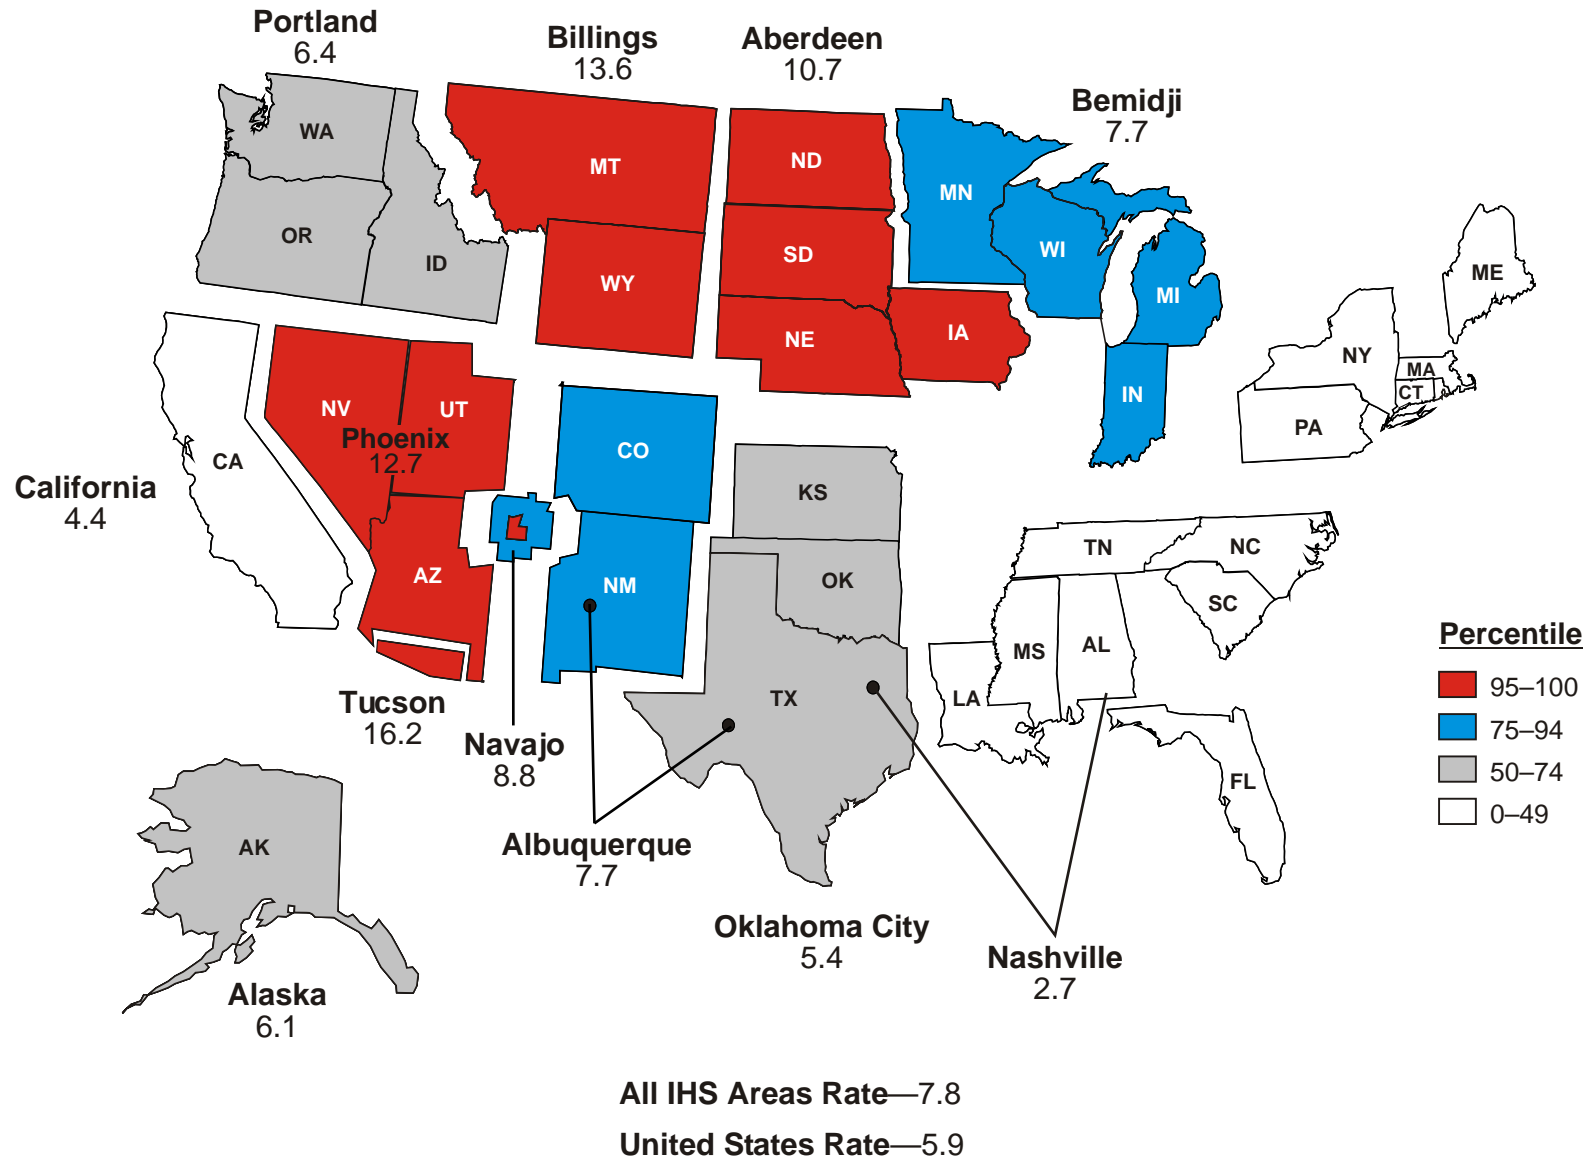 Portland
6.4
Billings
13.6
Aberdeen
10.7
Bemidji
7.7
WA
MT
ND
MN
OR
ID
WY
SD
WI
MI
ME
NE
IA
NY
MA
CT
PA
IN
NV
UT
Phoenix
12.7
CO
CA
California
4.4
KS
AZ
NM
OK
TN
NC
SC
MS
AL
LA
TX
FL
Percentile
95–100
75–94
50–74
0–49
Tucson
16.2
Navajo
8.8
Albuquerque
7.7
AK
Oklahoma City
5.4
Nashville
2.7
Alaska
6.1
All IHS Areas Rate—7.8
United States Rate—5.9